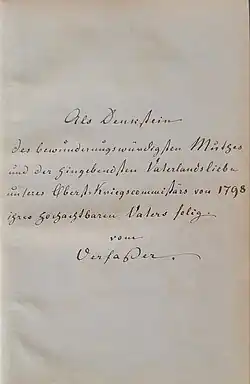 Als Denkstein
des bewunderungswürdigsten Muthes
und der hingebendsten Vaterlandsliebe
unseres Oberst-Kriegscommissärs von 1798
ihres hochachtbaren Vaters selig.
vom
Verfaßer.